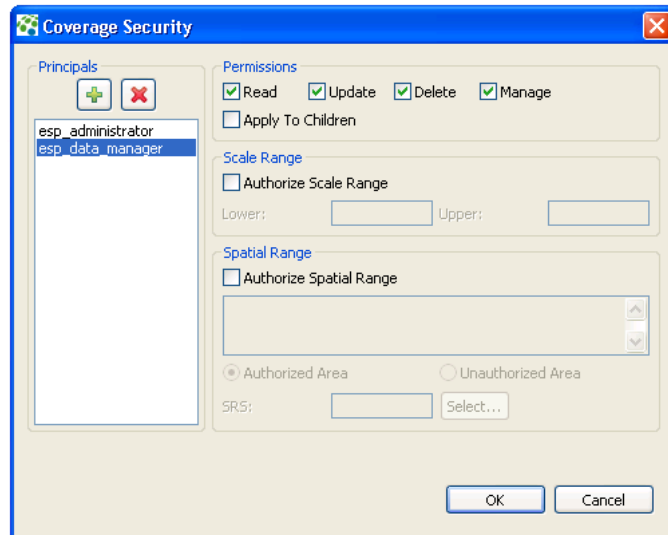 Coverage Security
Principals
esp_administrator
esp_data_manager
Permissions
Read Update Delete Manage
Apply To Children
Scale Range
Authorize Scale Range
Lower: Upper:
Spatial Range
Authorize Spatial Range
Authorized Area Unauthorized Area
SRS: Select...
OK Cancel